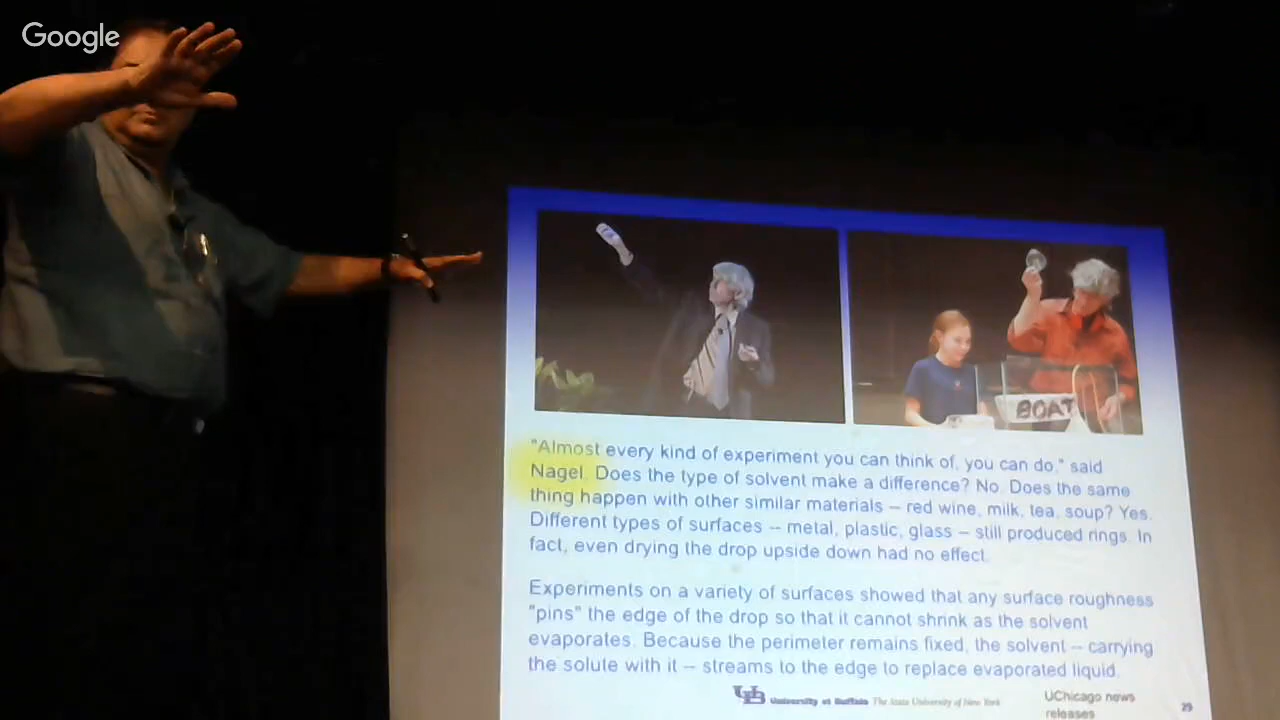 Google
BOAT
"Almost every kind of experiment you can think of, you can do," said
Nagel. Does the type of solvent make a difference? No. Does the same
thing happen with other similar materials – red wine, milk, tea, soup? Yes.
Different types of surfaces -- metal, plastic, glass – still produced rings. In
fact, even drying the drop upside down had no effect.
Experiments on a variety of surfaces showed that any surface roughness
"pins" the edge of the drop so that it cannot shrink as the solvent
evaporates. Because the perimeter remains fixed, the solvent -- carrying
the solute with it -- streams to the edge to replace evaporated liquid.
UB University at Buffalo The State University of New York
UChicago news
releases
29